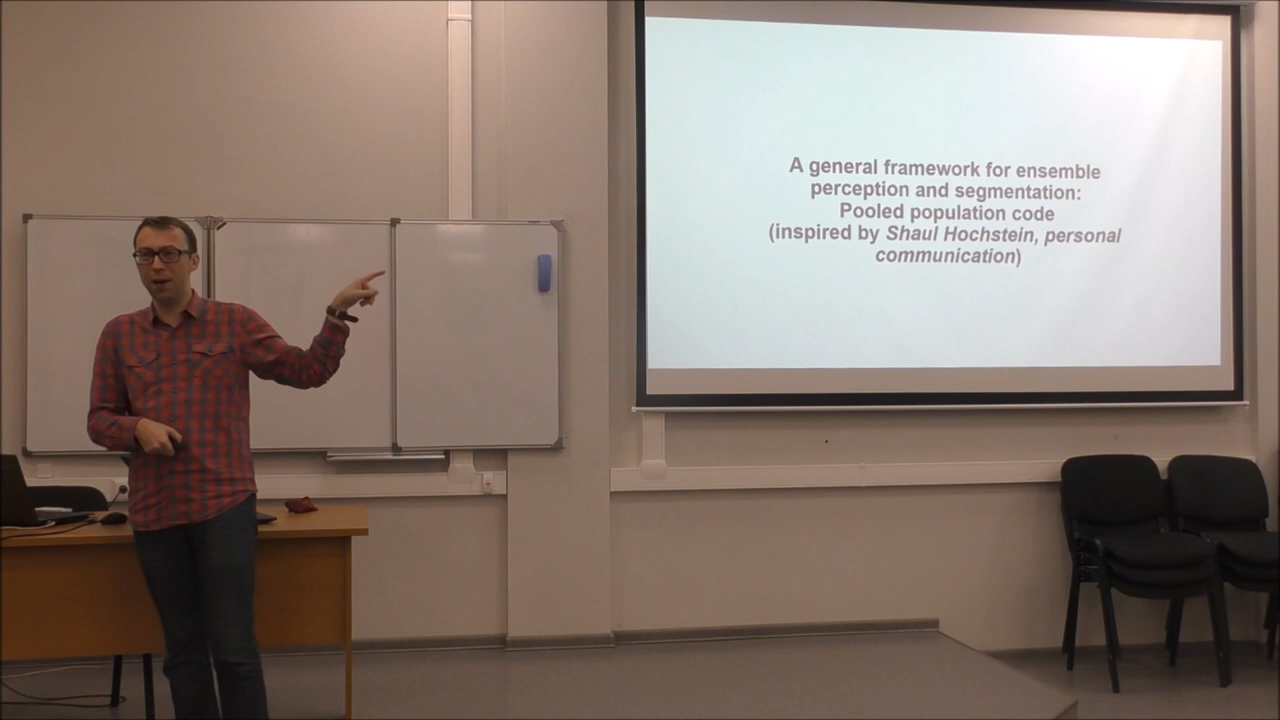 A general framework for ensemble
perception and segmentation:
Pooled population code
(inspired by Shaul Hochstein, personal
communication)